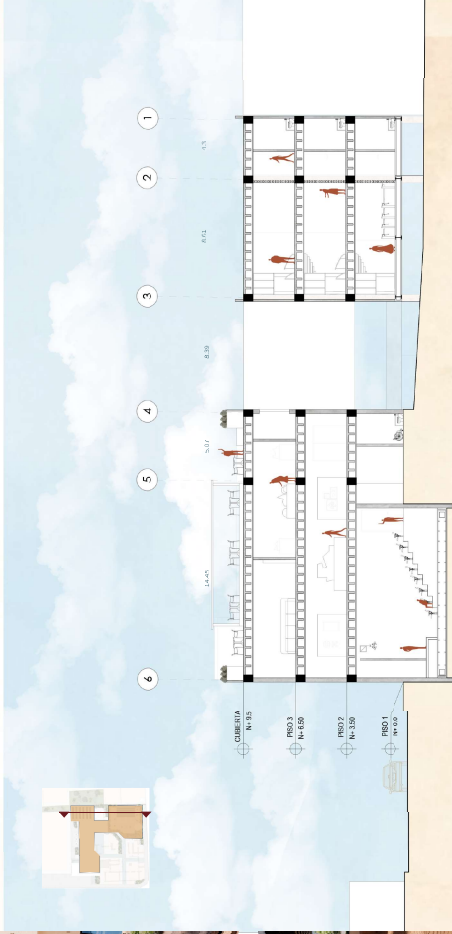 6 5 4 3 2 1
14.45 5.07 8.39 8.61
CUBIERTA
N+ 9.5
PISO 3
N+ 6.50
PISO 2
N+ 3.50
PISO 1
N+ 0.0